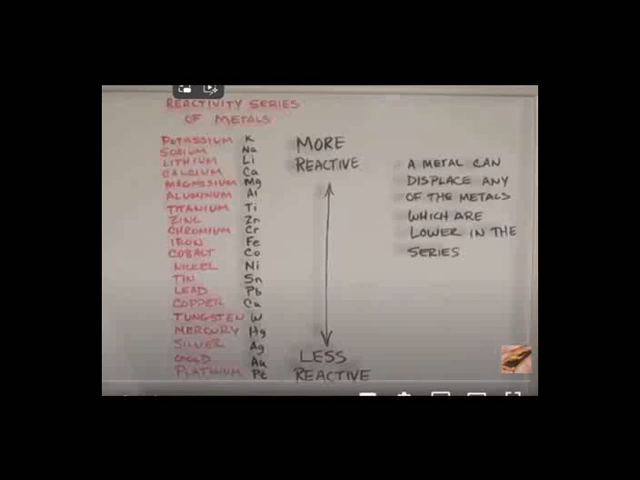 REACTIVITY SERIES
OF METALS
POTASSIUM K
SODIUM Na
LITHIUM Li
CALCIUM Ca
MAGNESIUM Mg
ALUMINUM Al
TITANIUM Ti
ZINC Zn
CHROMIUM Cr
IRON Fe
COBALT Co
NICKEL Ni
TIN Sn
LEAD Pb
COPPER Cu
TUNGSTEN W
MERCURY Hg
SILVER Ag
GOLD Au
PLATINUM Pt
MORE
REACTIVE
LESS
REACTIVE
A METAL CAN
DISPLACE ANY
OF THE METALS
WHICH ARE
LOWER IN THE
SERIES